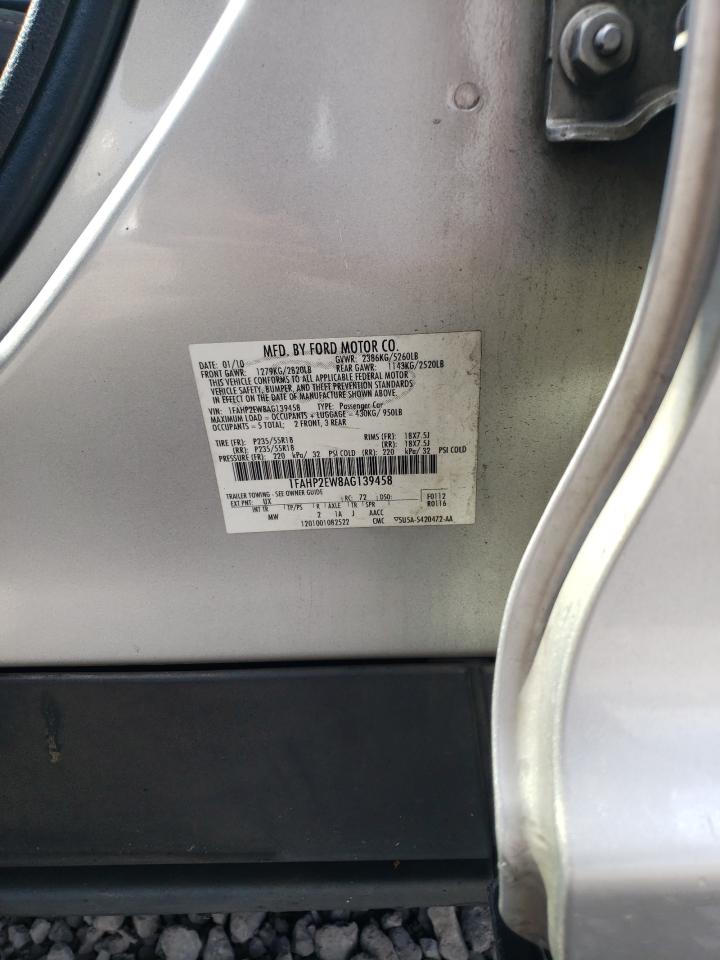 MFD. BY FORD MOTOR CO.
DATE: 01/10 GVWR: 2386KG/5260LB
FRONT GAWR: 1279KG/2820LB REAR GAWR: 1143KG/2520LB
THIS VEHICLE CONFORMS TO ALL APPLICABLE FEDERAL MOTOR
VEHICLE SAFETY, BUMPER, AND THEFT PREVENTION STANDARDS
IN EFFECT ON THE DATE OF MANUFACTURE SHOWN ABOVE.
VIN: 1FAHP2EW8AG139458 TYPE: Passenger Car
MAXIMUM LOAD = OCCUPANTS + LUGGAGE = 430KG/ 950LB
OCCUPANTS = 5 TOTAL; 2 FRONT, 3 REAR
TIRE (FR): P235/55R18 RIMS (FR): 18X7.5J
(RR): P235/55R18 (RR): 18X7.5J
PRESSURE (FR): 220 kPa/ 32 PSI COLD (RR): 220 kPa/ 32 PSI COLD
1FAHP2EW8AG139458
TRAILER TOWING - SEE OWNER GUIDE
EXT PNT: UX RC: 72 DSO: F0112
INT TR TP/PS R AXLE TR SPR R0116
MW 2 1A J AACC
1201001082522 CMC 5U5A-5420472-AA